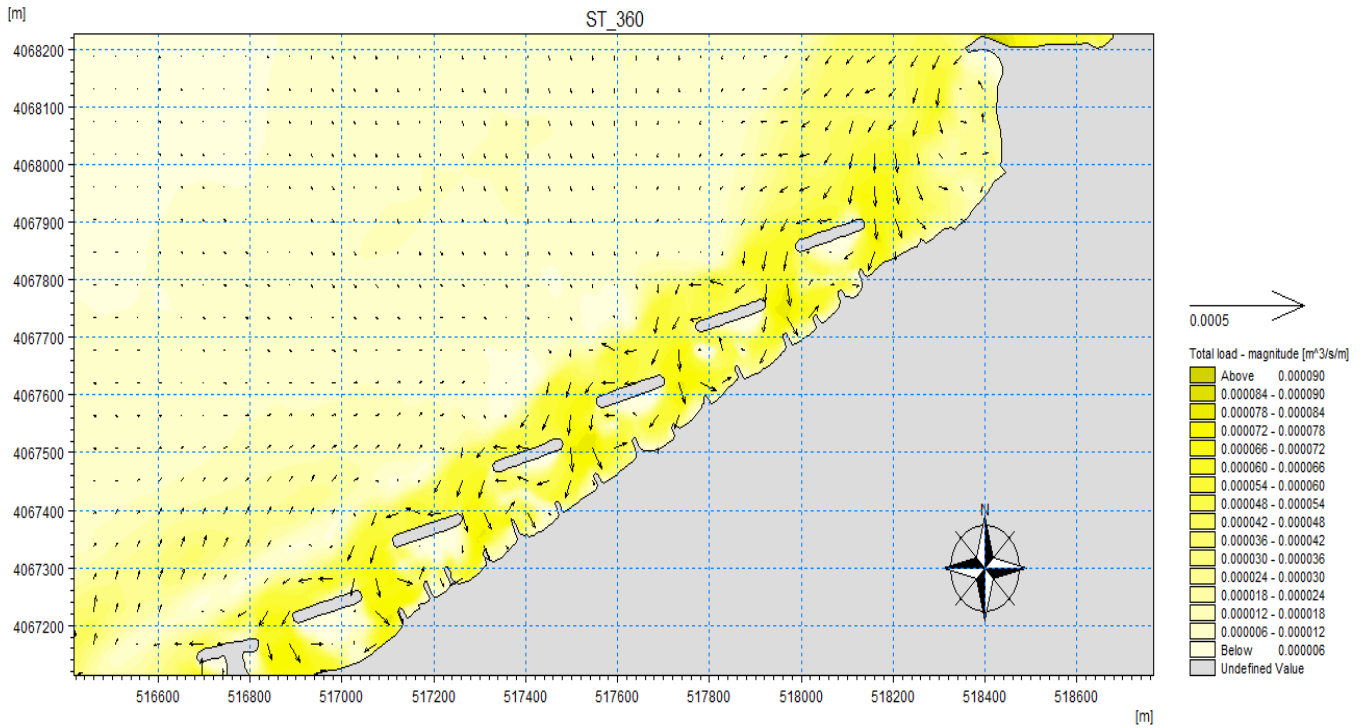 [m]
ST_360
4068200
4068100
4068000
4067900
4067800
4067700
4067600
4067500
4067400
4067300
4067200
516600 516800 517000 517200 517400 517600 517800 518000 518200 518400 518600
[m]
N
0.0005
Total load - magnitude [m^3/s/m]
Above 0.000090
0.000084 - 0.000090
0.000078 - 0.000084
0.000072 - 0.000078
0.000066 - 0.000072
0.000060 - 0.000066
0.000054 - 0.000060
0.000048 - 0.000054
0.000042 - 0.000048
0.000036 - 0.000042
0.000030 - 0.000036
0.000024 - 0.000030
0.000018 - 0.000024
0.000012 - 0.000018
0.000006 - 0.000012
Below 0.000006
Undefined Value